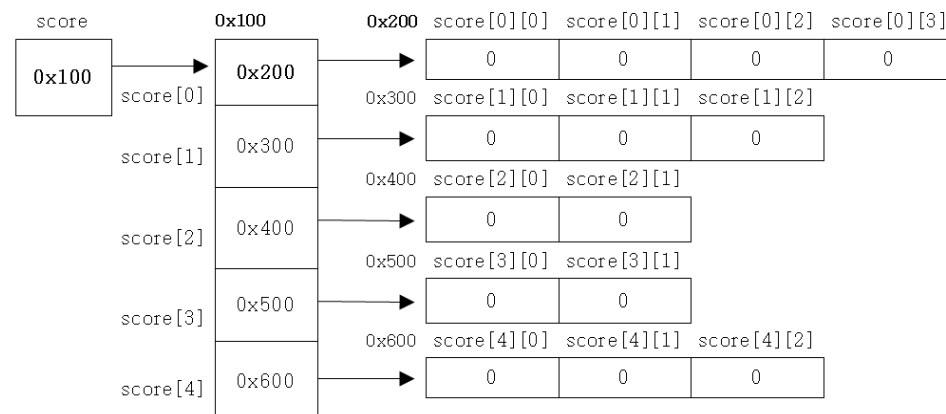 score 0x100 0x200 score[0][0] score[0][1] score[0][2] score[0][3]
0x100 0x200 0 0 0 0
score[0] 0x300 score[1][0] score[1][1] score[1][2]
score[1] 0x300 0 0 0
0x400 score[2][0] score[2][1]
score[2] 0x400 0 0
0x500 score[3][0] score[3][1]
score[3] 0x500 0 0
0x600 score[4][0] score[4][1] score[4][2]
score[4] 0x600 0 0 0